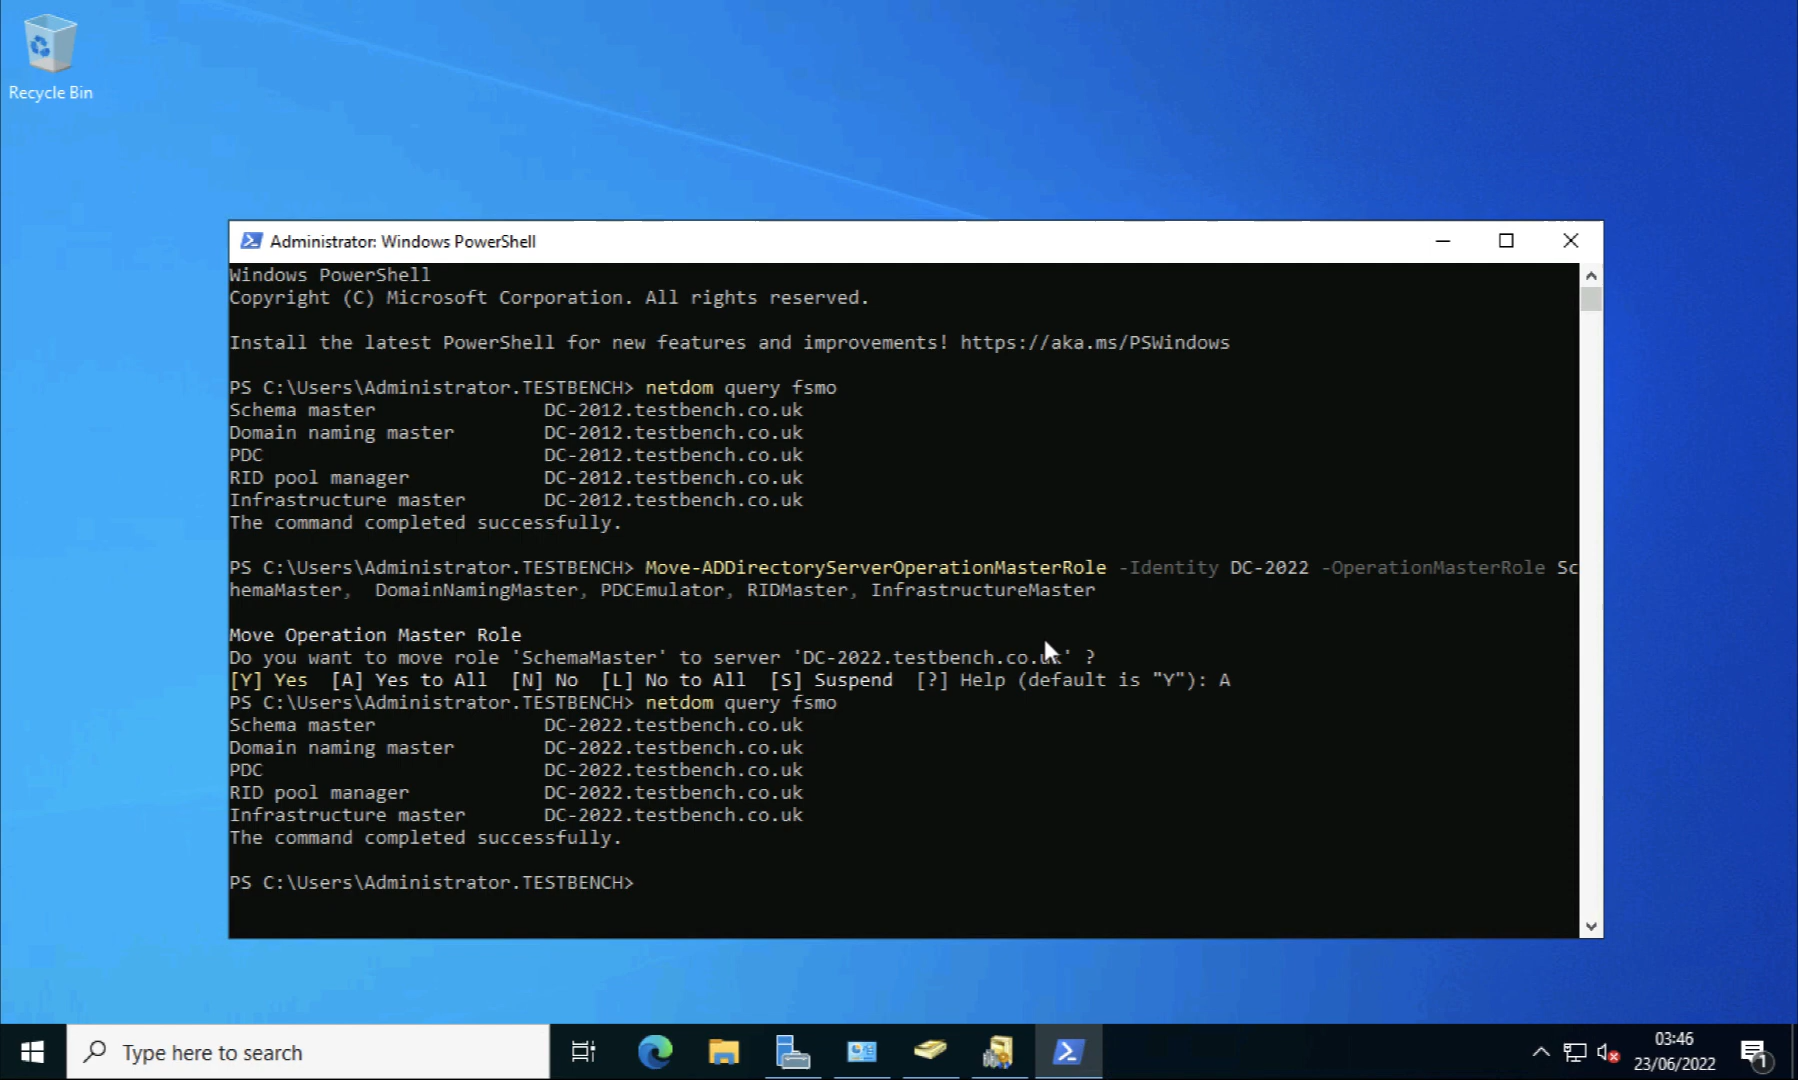 Recycle Bin
Administrator: Windows PowerShell
Windows PowerShell
Copyright (C) Microsoft Corporation. All rights reserved.
Install the latest PowerShell for new features and improvements! https://aka.ms/PSWindows
PS C:\Users\Administrator.TESTBENCH> netdom query fsmo
Schema master               DC-2012.testbench.co.uk
Domain naming master        DC-2012.testbench.co.uk
PDC                         DC-2012.testbench.co.uk
RID pool manager            DC-2012.testbench.co.uk
Infrastructure master       DC-2012.testbench.co.uk
The command completed successfully.
PS C:\Users\Administrator.TESTBENCH> Move-ADDirectoryServerOperationMasterRole -Identity DC-2022 -OperationMasterRole Sc
hemaMaster,  DomainNamingMaster, PDCEmulator, RIDMaster, InfrastructureMaster
Move Operation Master Role
Do you want to move role 'SchemaMaster' to server 'DC-2022.testbench.co.uk' ?
[Y] Yes  [A] Yes to All  [N] No  [L] No to All  [S] Suspend  [?] Help (default is "Y"): A
PS C:\Users\Administrator.TESTBENCH> netdom query fsmo
Schema master               DC-2022.testbench.co.uk
Domain naming master        DC-2022.testbench.co.uk
PDC                         DC-2022.testbench.co.uk
RID pool manager            DC-2022.testbench.co.uk
Infrastructure master       DC-2022.testbench.co.uk
The command completed successfully.
PS C:\Users\Administrator.TESTBENCH>
Type here to search
03:46
23/06/2022
1